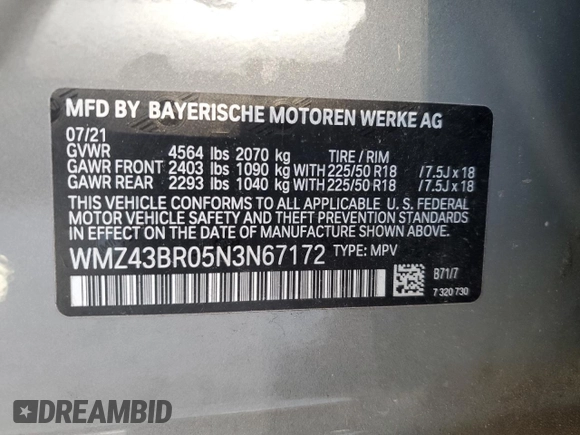 MFD BY BAYERISCHE MOTOREN WERKE AG
07/21
GVWR 4564 lbs 2070 kg TIRE / RIM
GAWR FRONT 2403 lbs 1090 kg WITH 225/50 R18 /7.5J x 18
GAWR REAR 2293 lbs 1040 kg WITH 225/50 R18 /7.5J x 18
THIS VEHICLE CONFORMS TO ALL APPLICABLE U. S. FEDERAL
MOTOR VEHICLE SAFETY AND THEFT PREVENTION STANDARDS
IN EFFECT ON THE DATE OF MANUFACTURE SHOWN ABOVE.
WMZ43BR05N3N67172 TYPE: MPV
B71/7
7 320 730
DREAMBID